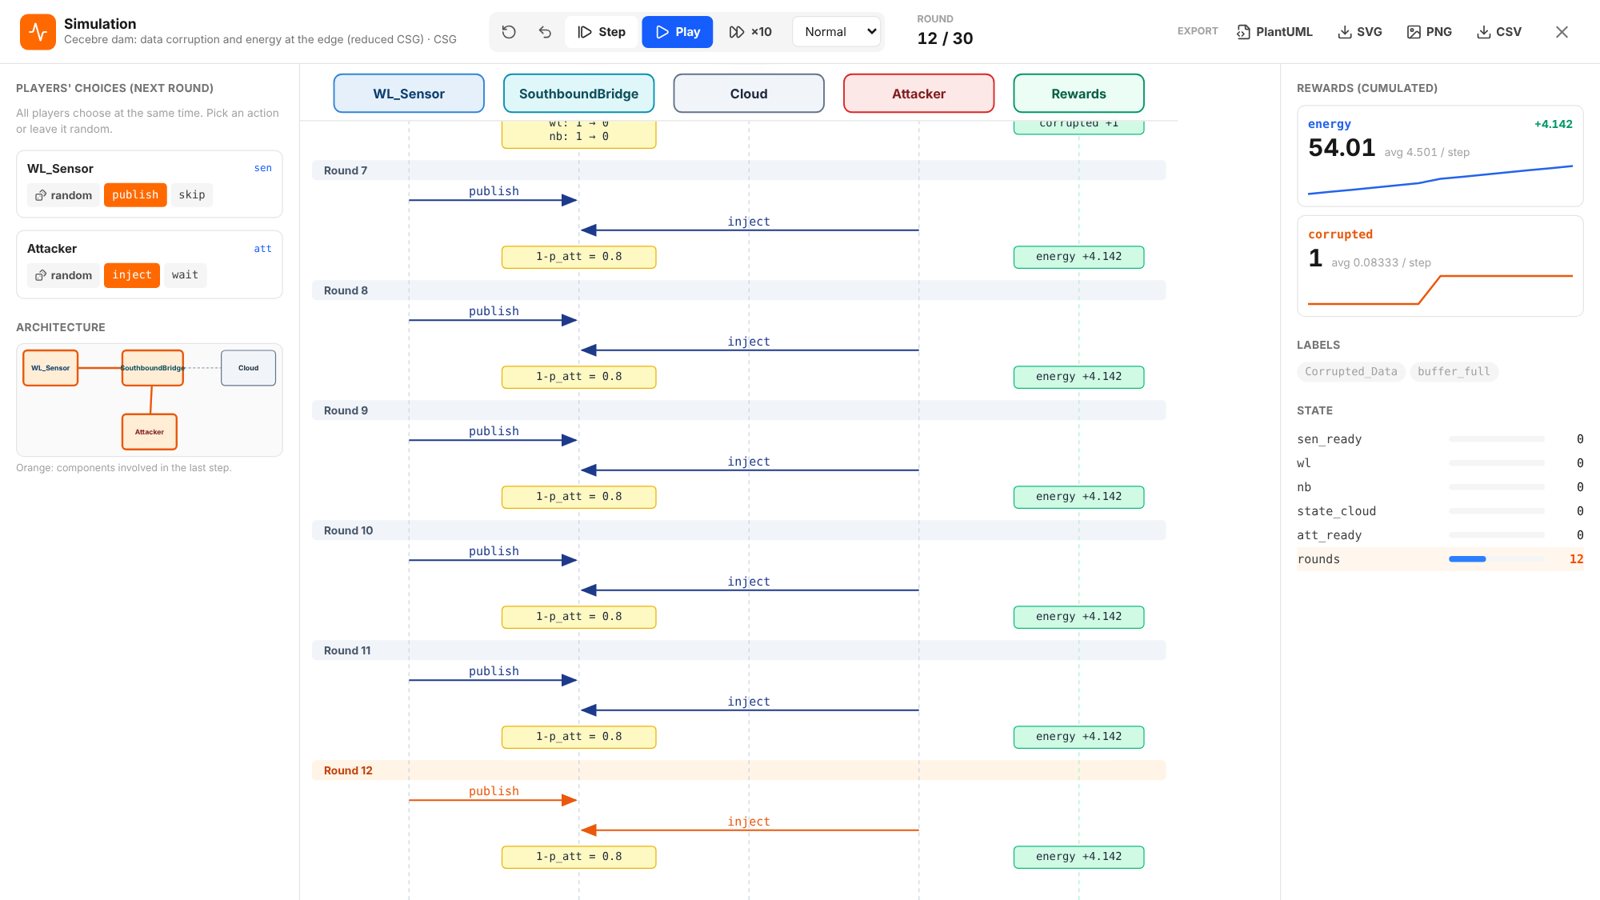 Simulation
Cecebre dam: data corruption and energy at the edge (reduced CSG) · CSG
Step
Play
×10
Normal
ROUND
12 / 30
EXPORT
PlantUML
SVG
PNG
CSV
PLAYERS' CHOICES (NEXT ROUND)
All players choose at the same time. Pick an action
or leave it random.
WL_Sensor
sen
random
publish
skip
Attacker
att
random
inject
wait
ARCHITECTURE
WL_Sensor
SouthboundBridge
Cloud
Attacker
Orange: components involved in the last step.
WL_Sensor
SouthboundBridge
Cloud
Attacker
Rewards
wl: 1 → 0
nb: 1 → 0
corrupted +1
Round 7
publish
inject
1-p_att = 0.8
energy +4.142
Round 8
publish
inject
1-p_att = 0.8
energy +4.142
Round 9
publish
inject
1-p_att = 0.8
energy +4.142
Round 10
publish
inject
1-p_att = 0.8
energy +4.142
Round 11
publish
inject
1-p_att = 0.8
energy +4.142
Round 12
publish
inject
1-p_att = 0.8
energy +4.142
REWARDS (CUMULATED)
energy
+4.142
54.01
avg 4.501 / step
corrupted
1
avg 0.08333 / step
LABELS
Corrupted_Data
buffer_full
STATE
sen_ready 0
wl 0
nb 0
state_cloud 0
att_ready 0
rounds 12